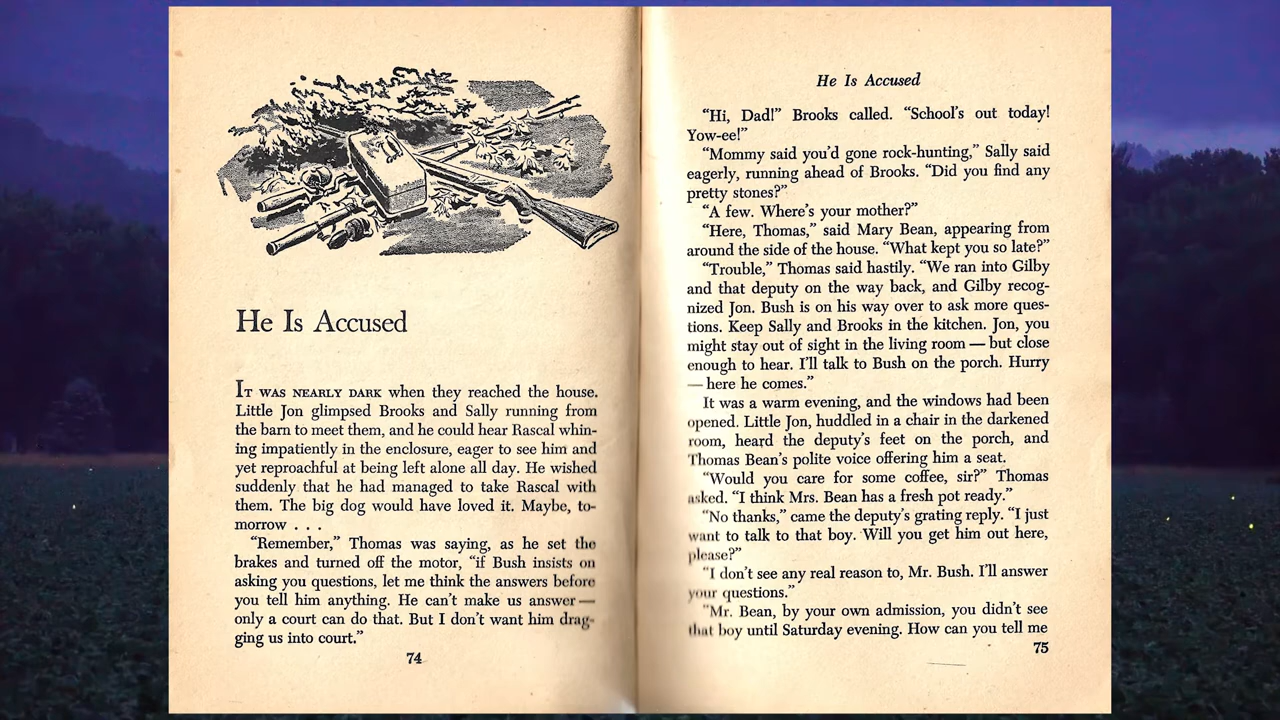 He Is Accused
IT WAS NEARLY DARK when they reached the house.
Little Jon glimpsed Brooks and Sally running from
the barn to meet them, and he could hear Rascal whin-
ing impatiently in the enclosure, eager to see him and
yet reproachful at being left alone all day. He wished
suddenly that he had managed to take Rascal with
them. The big dog would have loved it. Maybe, to-
morrow . . .
“Remember,” Thomas was saying, as he set the
brakes and turned off the motor, “if Bush insists on
asking you questions, let me think the answers before
you tell him anything. He can’t make us answer —
only a court can do that. But I don’t want him drag-
ging us into court.”
74
He Is Accused
“Hi, Dad!” Brooks called. “School’s out today!
Yow-ee!”
“Mommy said you’d gone rock-hunting,” Sally said
eagerly, running ahead of Brooks. “Did you find any
pretty stones?”
“A few. Where’s your mother?”
“Here, Thomas,” said Mary Bean, appearing from
around the side of the house. “What kept you so late?”
“Trouble,” Thomas said hastily. “We ran into Gilby
and that deputy on the way back, and Gilby recog-
nized Jon. Bush is on his way over to ask more ques-
tions. Keep Sally and Brooks in the kitchen. Jon, you
might stay out of sight in the living room — but close
enough to hear. I’ll talk to Bush on the porch. Hurry
— here he comes.”
It was a warm evening, and the windows had been
opened. Little Jon, huddled in a chair in the darkened
room, heard the deputy’s feet on the porch, and
Thomas Bean’s polite voice offering him a seat.
“Would you care for some coffee, sir?” Thomas
asked. “I think Mrs. Bean has a fresh pot ready.”
“No thanks,” came the deputy’s grating reply. “I just
want to talk to that boy. Will you get him out here,
please?”
“I don’t see any real reason to, Mr. Bush. I’ll answer
your questions.”
“Mr. Bean, by your own admission, you didn’t see
that boy until Saturday evening. How can you tell me
75